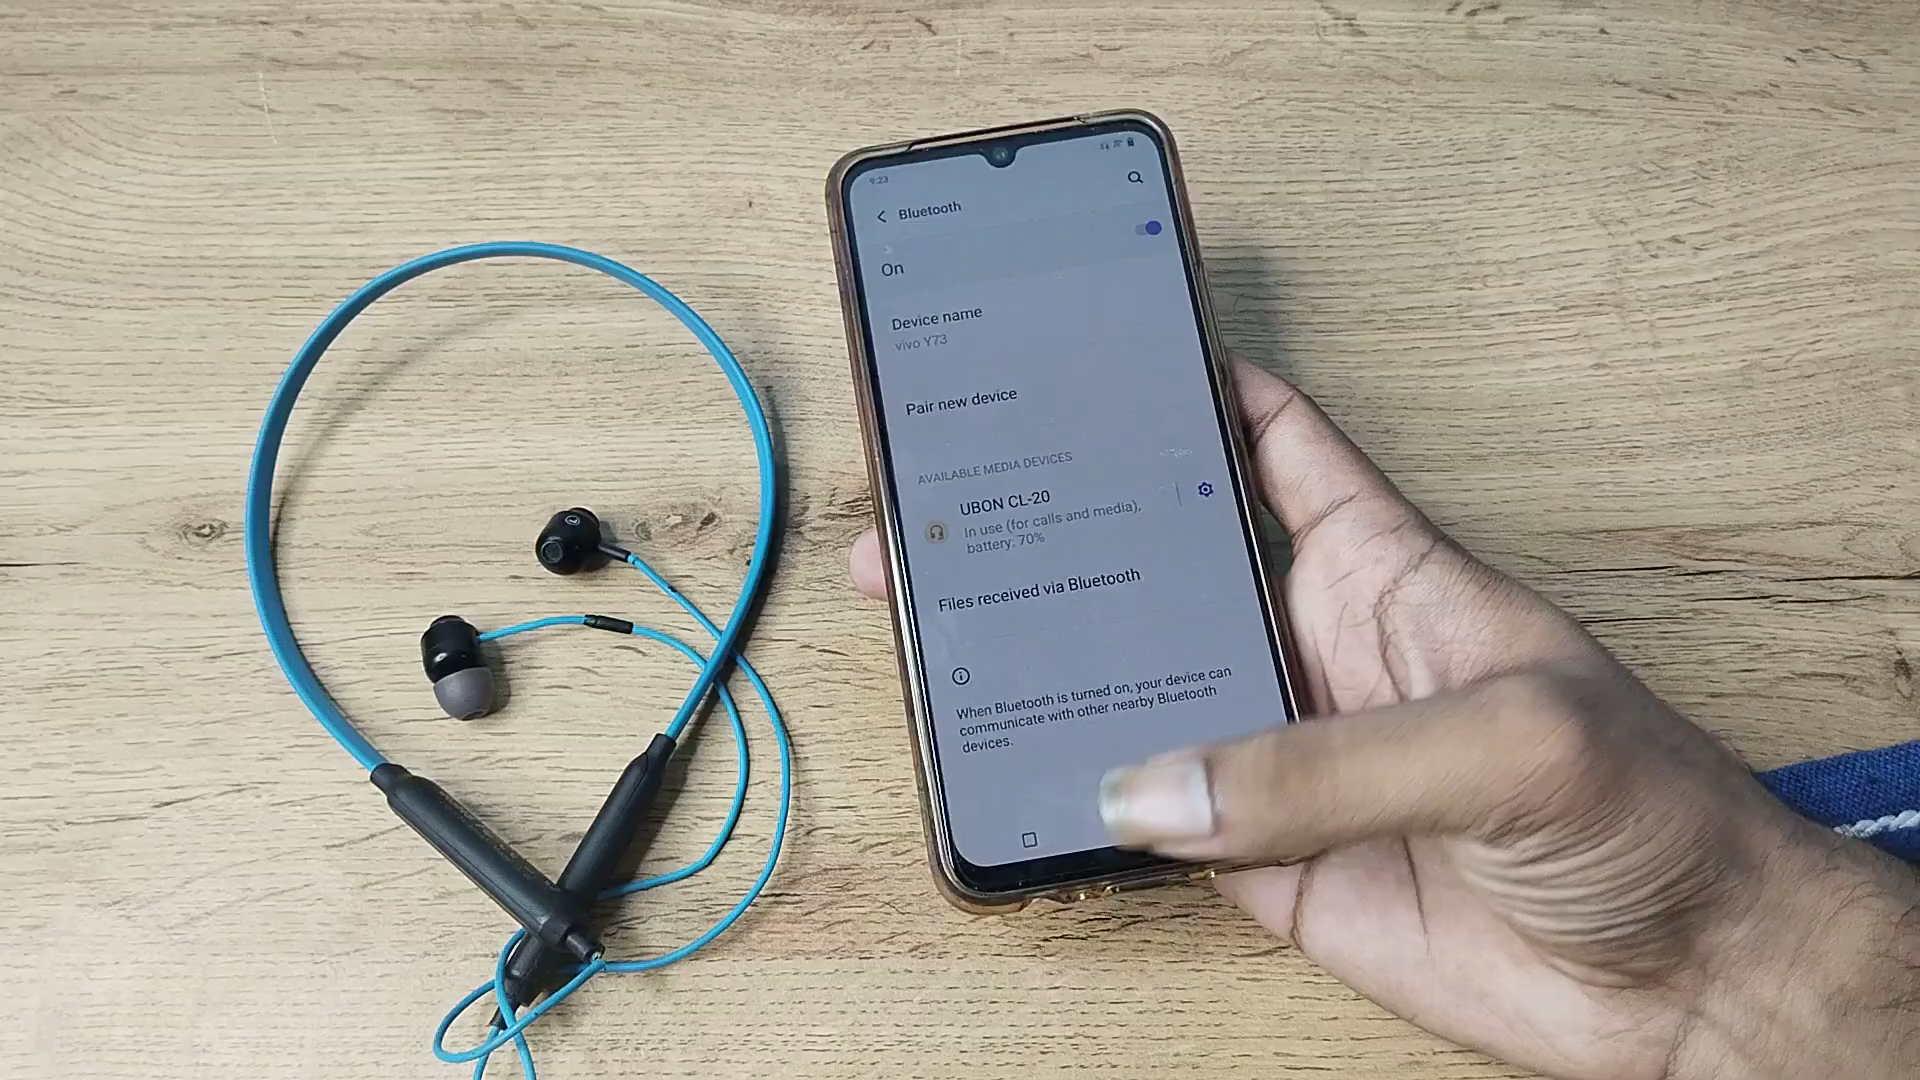 9:23
Bluetooth
On
Device name
vivo Y73
Pair new device
AVAILABLE MEDIA DEVICES
UBON CL-20
In use (for calls and media),
battery: 70%
Files received via Bluetooth
When Bluetooth is turned on, your device can
communicate with other nearby Bluetooth
devices.